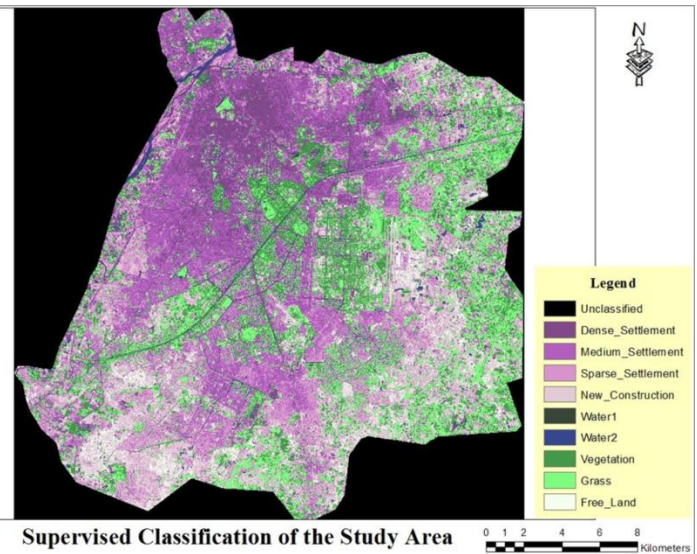 N
Legend
Unclassified
Dense_Settlement
Medium_Settlement
Sparse_Settlement
New_Construction
Water1
Water2
Vegetation
Grass
Free_Land
Supervised Classification of the Study Area
0 1 2 4 6 8
Kilometers